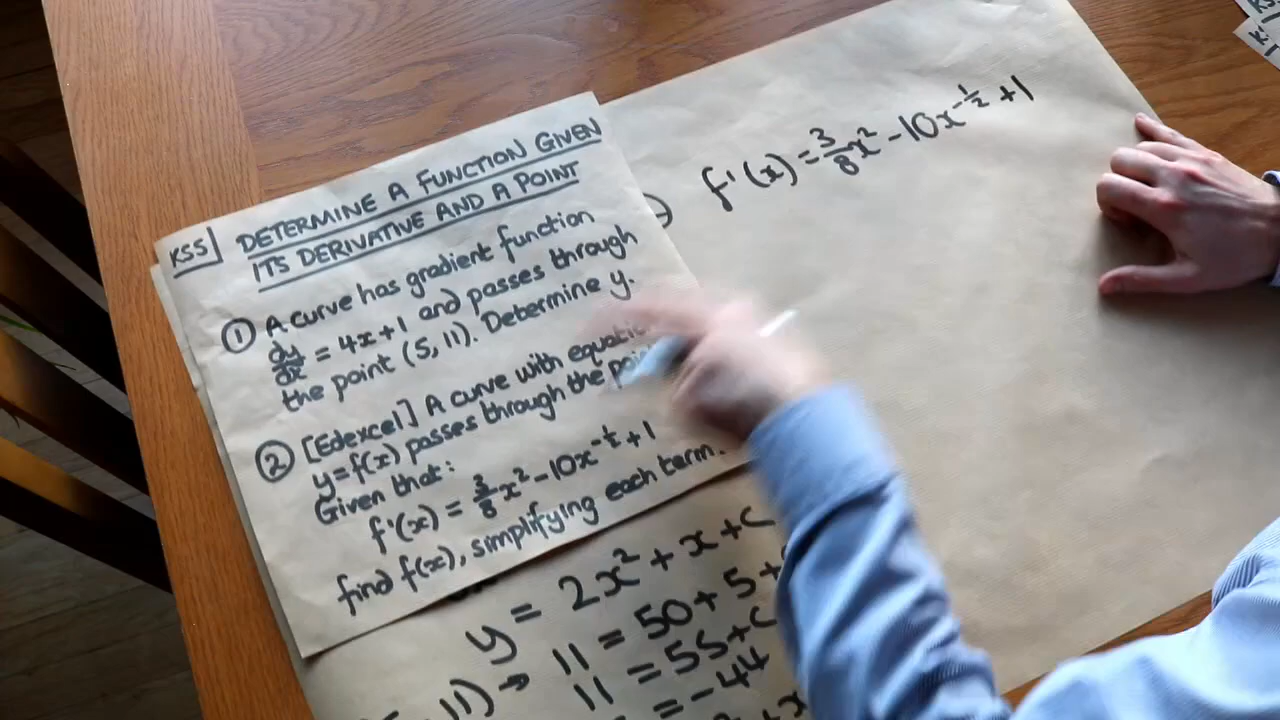 KS5
DETERMINE A FUNCTION GIVEN
ITS DERIVATIVE AND A POINT
① A curve has gradient function
dy/dx = 4x+1 and passes through
the point (5, 11). Determine y.
② [Edexcel] A curve with
y=f(x) passes through the
Given that:
f'(x) = 3/8 x² - 10x^-½ + 1
find f(x), simplifying each term.
f'(x) = 3/8 x² - 10x^-½ + 1
y = 2x² + x + c
11) → 11 = 50 + 5 +
11 = 55 + c
= -44